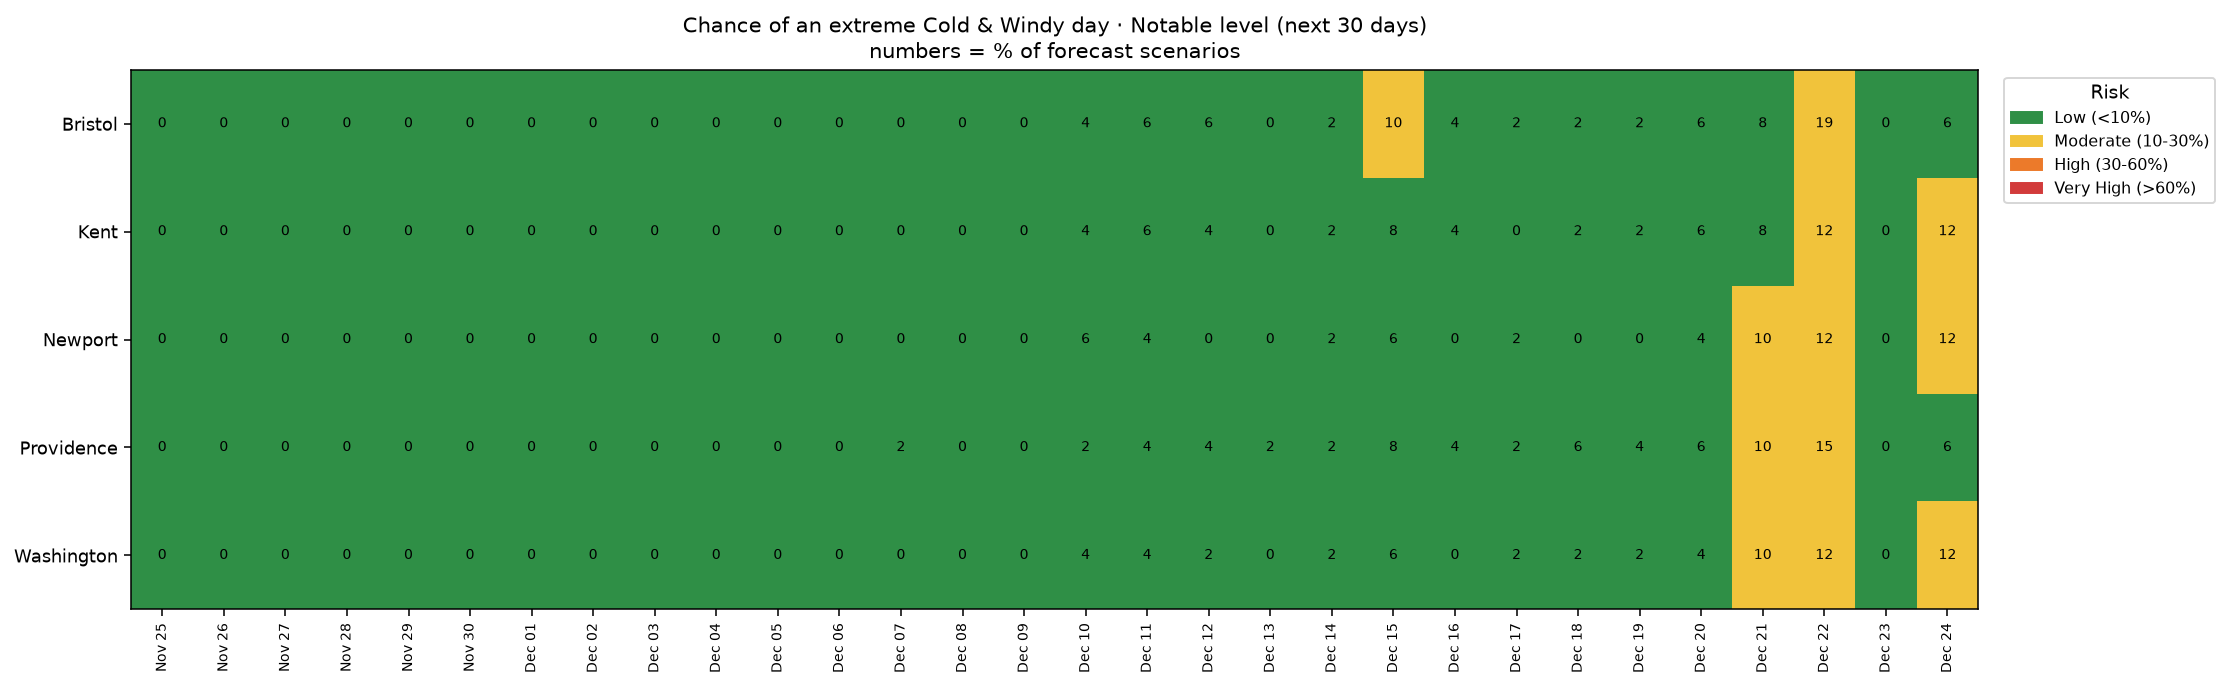 Chance of an extreme Cold & Windy day · Notable level (next 30 days)
numbers = % of forecast scenarios
Bristol 0 0 0 0 0 0 0 0 0 0 0 0 0 0 0 4 6 6 0 2 10 4 2 2 2 6 8 19 0 6
Kent 0 0 0 0 0 0 0 0 0 0 0 0 0 0 0 4 6 4 0 2 8 4 0 2 2 6 8 12 0 12
Newport 0 0 0 0 0 0 0 0 0 0 0 0 0 0 0 6 4 0 0 2 6 0 2 0 0 4 10 12 0 12
Providence 0 0 0 0 0 0 0 0 0 0 0 0 2 0 0 2 4 4 2 2 8 4 2 6 4 6 10 15 0 6
Washington 0 0 0 0 0 0 0 0 0 0 0 0 0 0 0 4 4 2 0 2 6 0 2 2 2 4 10 12 0 12
Nov 25 Nov 26 Nov 27 Nov 28 Nov 29 Nov 30 Dec 01 Dec 02 Dec 03 Dec 04 Dec 05 Dec 06 Dec 07 Dec 08 Dec 09 Dec 10 Dec 11 Dec 12 Dec 13 Dec 14 Dec 15 Dec 16 Dec 17 Dec 18 Dec 19 Dec 20 Dec 21 Dec 22 Dec 23 Dec 24
Risk
Low (<10%)
Moderate (10-30%)
High (30-60%)
Very High (>60%)